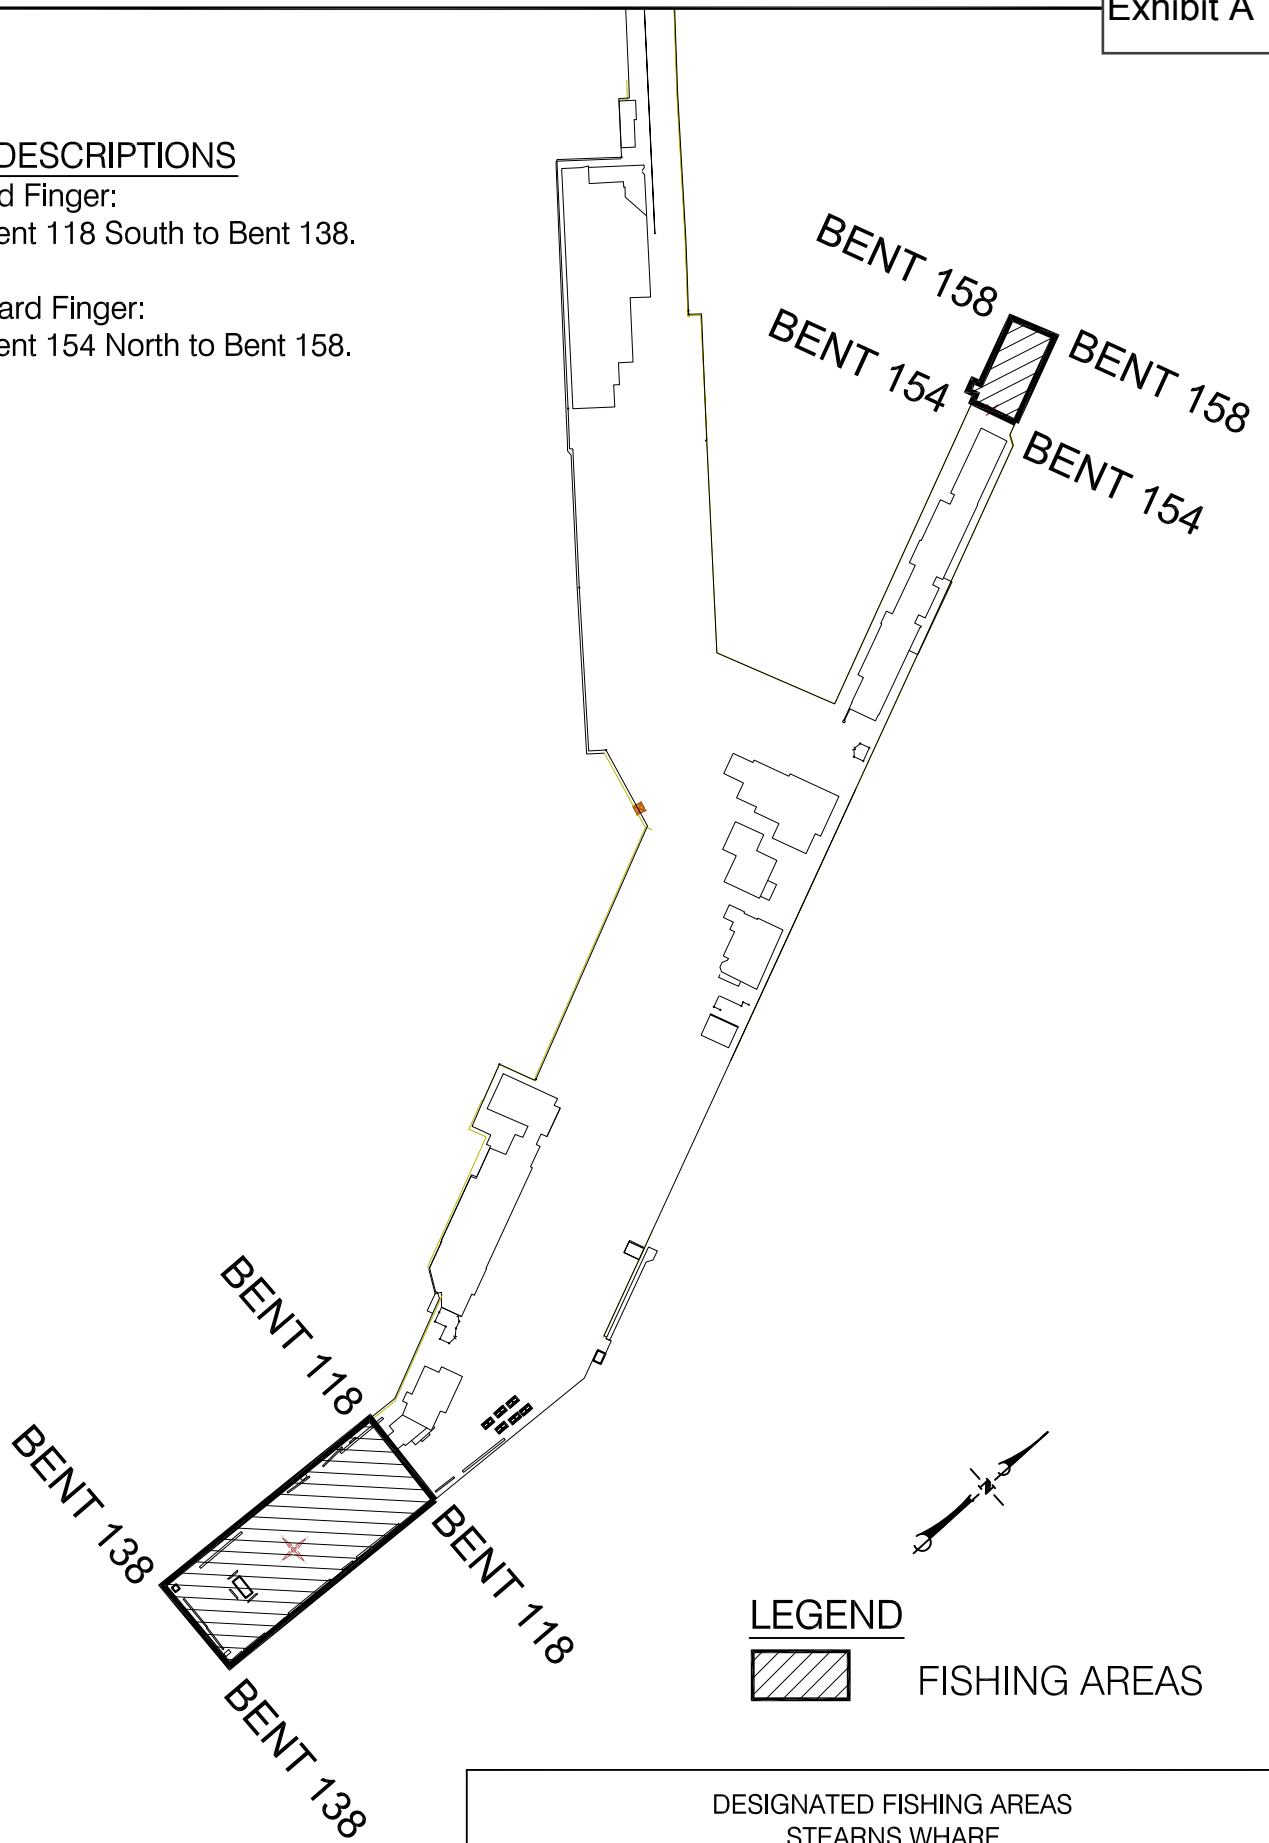 Exhibit A
DESCRIPTIONS
d Finger:
ent 118 South to Bent 138.
ard Finger:
ent 154 North to Bent 158.
BENT 158
BENT 154
BENT 158
BENT 154
BENT 118
BENT 138
BENT 118
BENT 138
N
LEGEND
FISHING AREAS
DESIGNATED FISHING AREAS
STEARNS WHARF